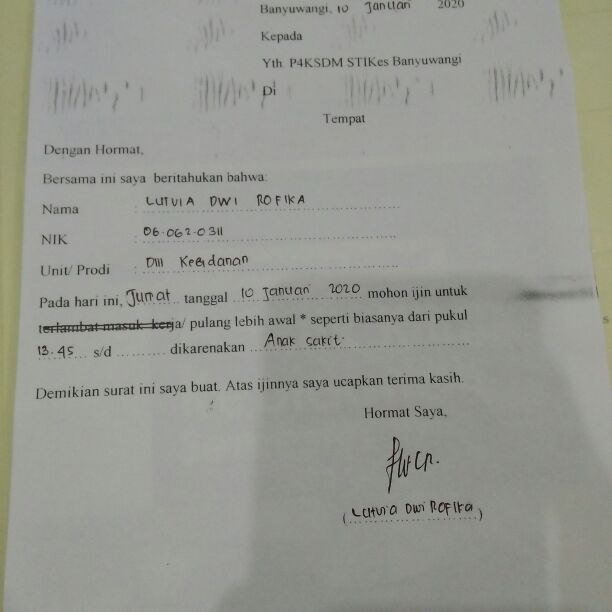 Banyuwangi, 10 Januari 2020
Kepada
Yth P4KSDM STIKes Banyuwangi
Di
Tempat
Dengan Hormat,
Bersama ini saya beritahukan bahwa:
Nama : LUTVIA DWI ROFIKA
NIK : 06.062.0311
Unit/ Prodi : DIII Kebidanan
Pada hari ini, Jum'at tanggal 10 Januari 2020 mohon ijin untuk
terlambat masuk kerja/ pulang lebih awal * seperti biasanya dari pukul
13.45 s/d ........... dikarenakan Anak sakit.
Demikian surat ini saya buat. Atas ijinnya saya ucapkan terima kasih.
Hormat Saya,
(Lutvia Dwi Rofika)